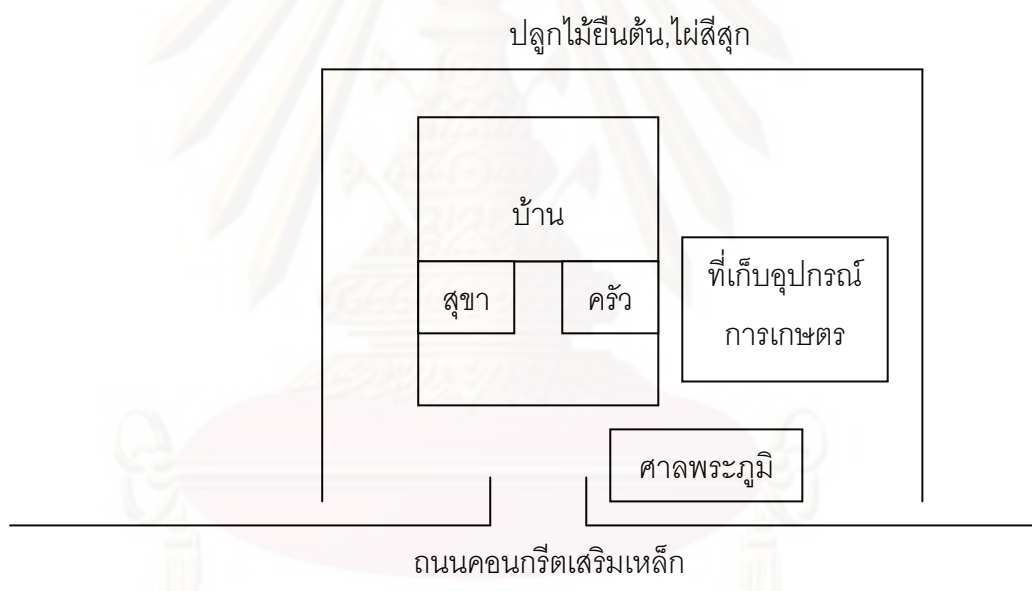 ปลูกไม้ยืนต้น,ไผ่สีสุก
บ้าน
สุขา
ครัว
ที่เก็บอุปกรณ์
การเกษตร
ศาลพระภูมิ
ถนนคอนกรีตเสริมเหล็ก